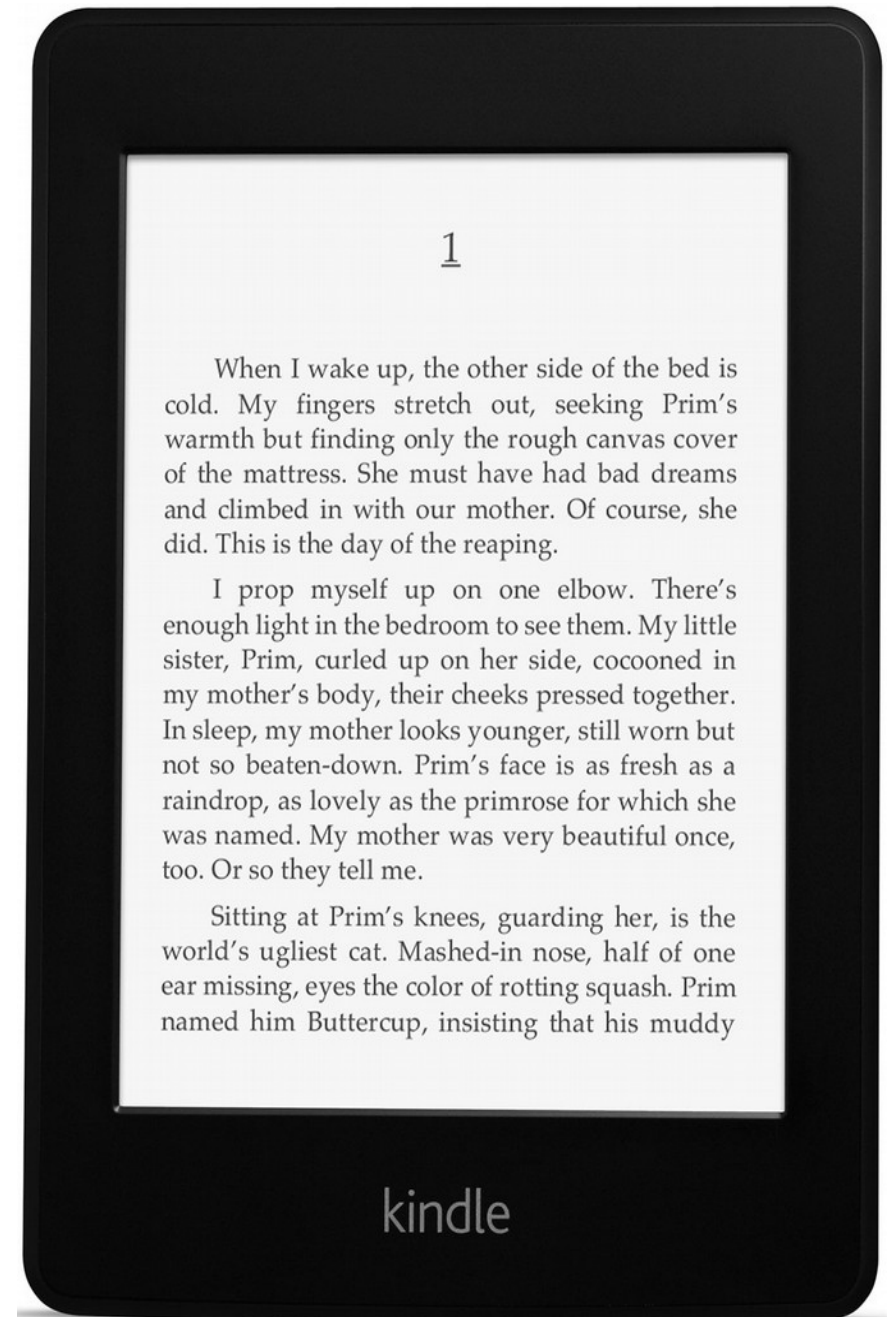 1
When I wake up, the other side of the bed is
cold. My fingers stretch out, seeking Prim's
warmth but finding only the rough canvas cover
of the mattress. She must have had bad dreams
and climbed in with our mother. Of course, she
did. This is the day of the reaping.
I prop myself up on one elbow. There's
enough light in the bedroom to see them. My little
sister, Prim, curled up on her side, cocooned in
my mother's body, their cheeks pressed together.
In sleep, my mother looks younger, still worn but
not so beaten-down. Prim's face is as fresh as a
raindrop, as lovely as the primrose for which she
was named. My mother was very beautiful once,
too. Or so they tell me.
Sitting at Prim's knees, guarding her, is the
world's ugliest cat. Mashed-in nose, half of one
ear missing, eyes the color of rotting squash. Prim
named him Buttercup, insisting that his muddy
kindle